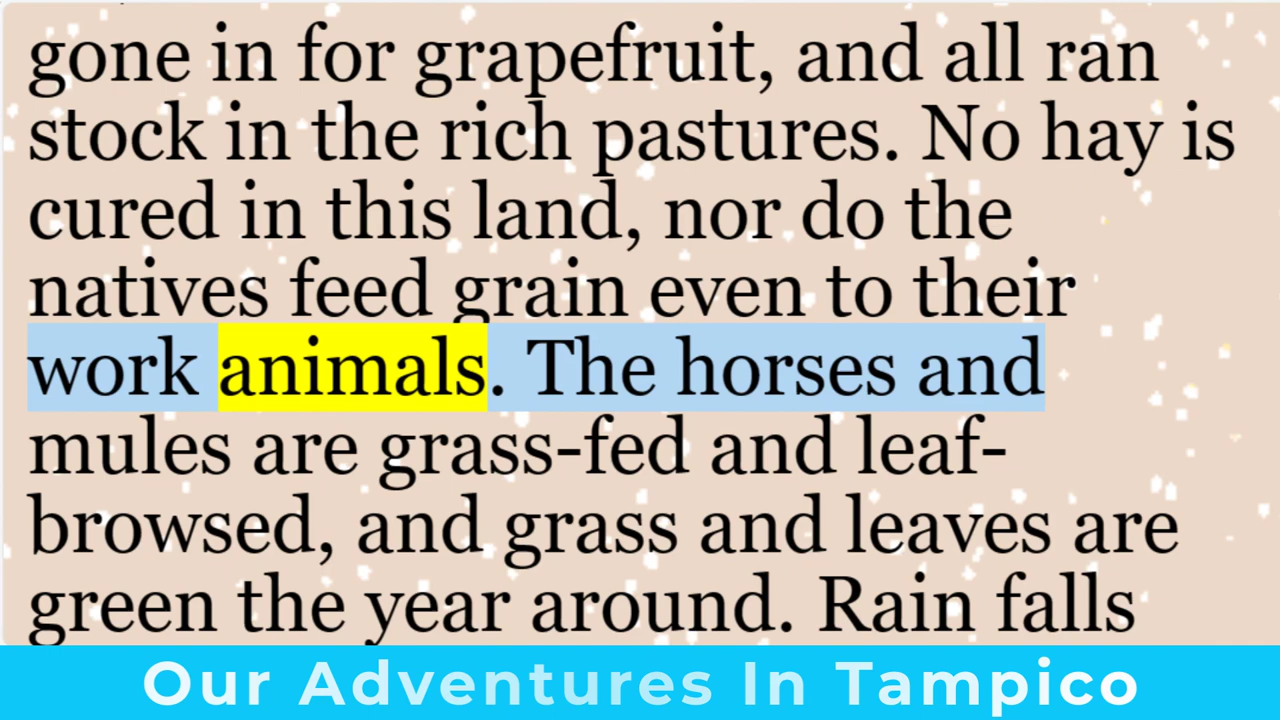 gone in for grapefruit, and all ran
stock in the rich pastures. No hay is
cured in this land, nor do the
natives feed grain even to their
work animals. The horses and
mules are grass-fed and leaf-
browsed, and grass and leaves are
green the year around. Rain falls
Our Adventures In Tampico